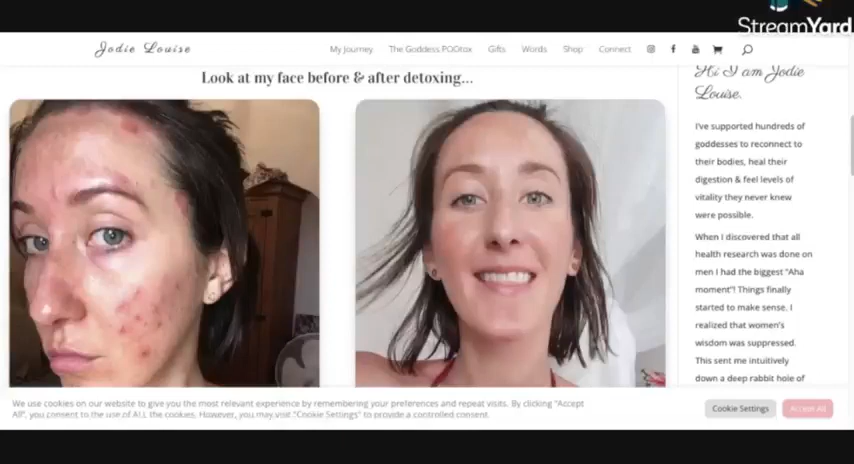 StreamYard
Jodie Louise
My Journey The Goddess POOtox Gifts Words Shop Connect
Look at my face before & after detoxing...
Hi I am Jodie
Louise.
I've supported hundreds of
goddesses to reconnect to
their bodies, heal their
digestion & feel levels of
vitality they never knew
were possible.
When I discovered that all
health research was done on
men I had the biggest "Aha
moment"! Things finally
started to make sense. I
realized that women's
wisdom was suppressed.
This sent me intuitively
down a deep rabbit hole of
We use cookies on our website to give you the most relevant experience by remembering your preferences and repeat visits. By clicking "Accept
All", you consent to the use of ALL the cookies. However, you may visit "Cookie Settings" to provide a controlled consent.
Cookie Settings
Accept All